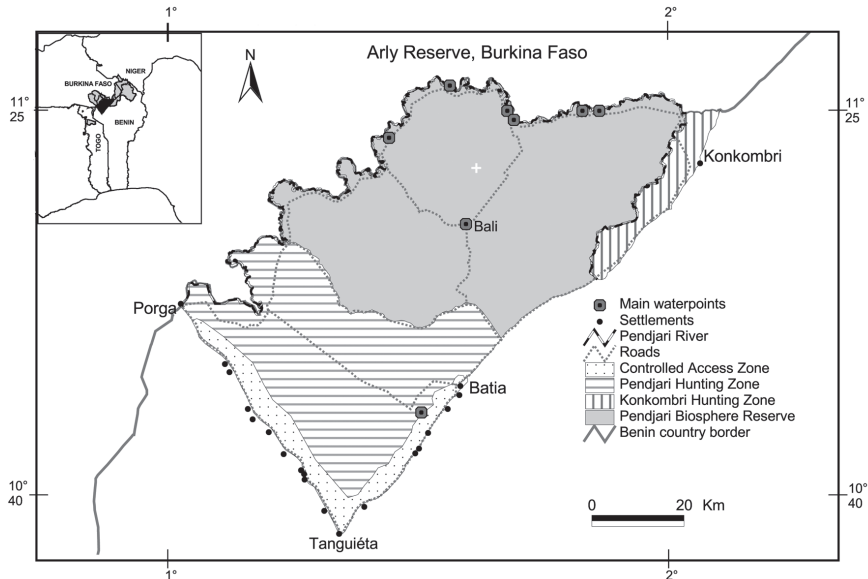 1°
2°
Arly Reserve, Burkina Faso
N
NIGER
BURKINA FASO
BENIN
TOGO
11°
25
11°
25
Konkombri
Bali
Porga
Batia
Tanguiéta
Main waterpoints
Settlements
Pendjari River
Roads
Controlled Access Zone
Pendjari Hunting Zone
Konkombri Hunting Zone
Pendjari Biosphere Reserve
Benin country border
10°
40
10°
40
0 20 Km
1°
2°